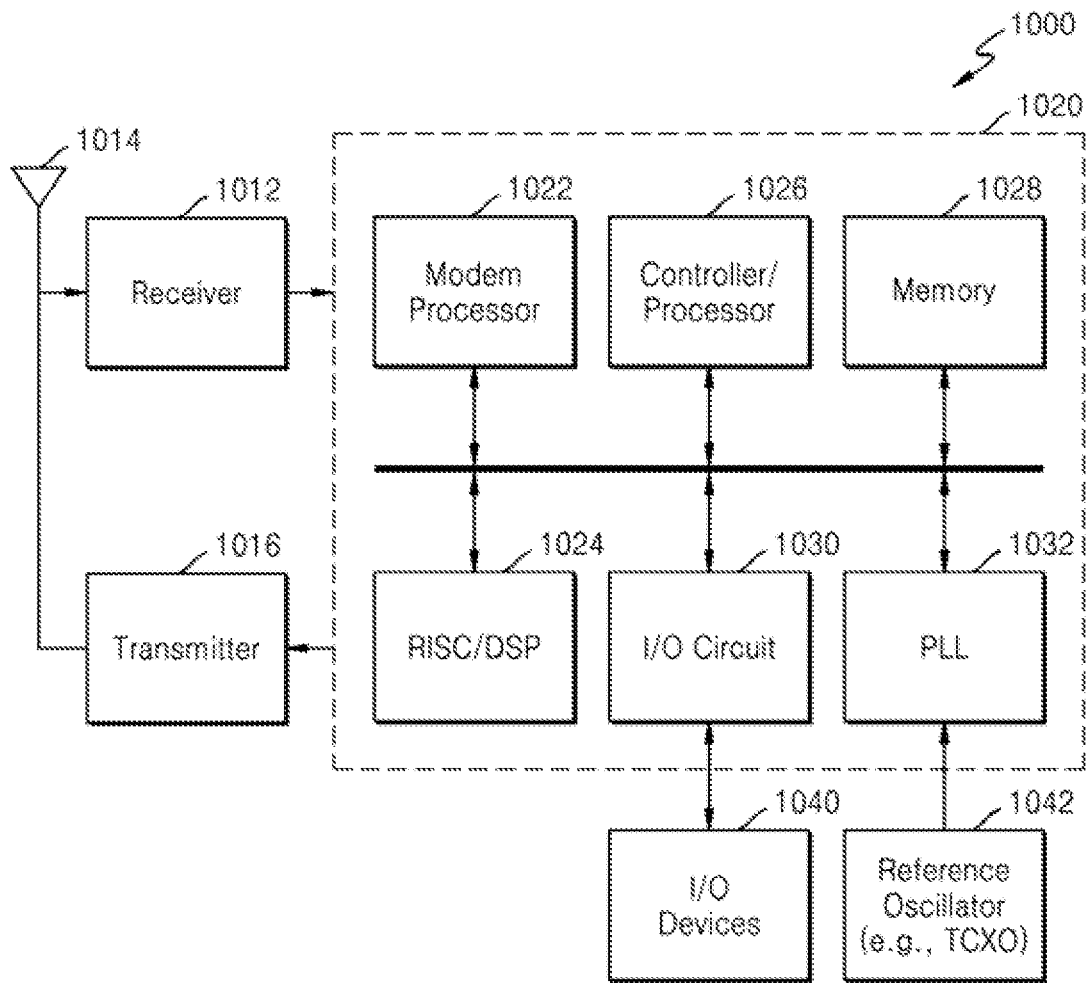 1000
1020
1014
1012
1022
1026
1028
Receiver
Modem
Processor
Controller/
Processor
Memory
1016
1024
1030
1032
Transmitter
RISC/DSP
I/O Circuit
PLL
1040
1042
I/O
Devices
Reference
Oscillator
(e.g., TCXO)